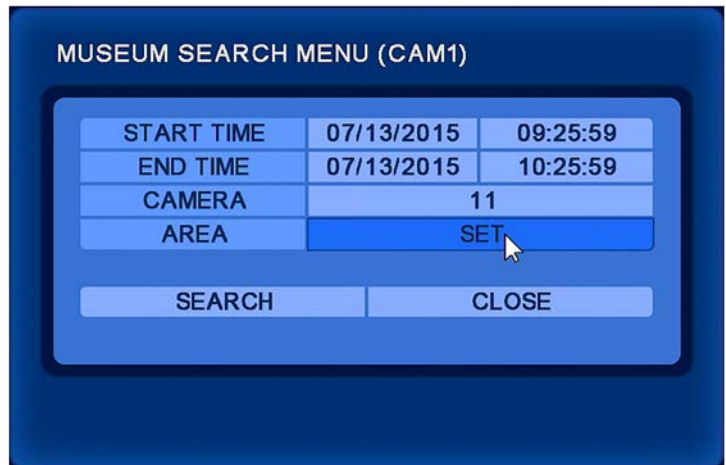 MUSEUM SEARCH MENU (CAM1)
START TIME 07/13/2015 09:25:59
END TIME 07/13/2015 10:25:59
CAMERA 11
AREA SET
SEARCH CLOSE